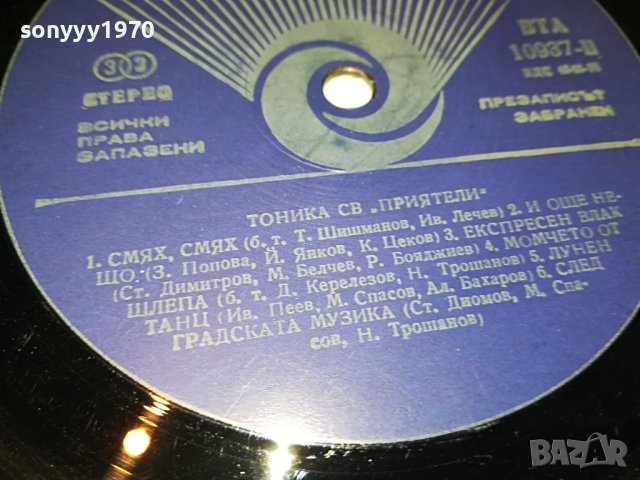 sonyyy1970
33
СТЕРЕО
ВСИЧКИ
ПРАВА
ЗАПАЗЕНИ
ВТА
10937-II
ПРЕЗАПИСЪТ
ЗАБРАНЕН
ТОНИКА СВ „ПРИЯТЕЛИ“
1. СМЯХ, СМЯХ (б. т. Т. Шишманов, Ив. Лечев) 2. И ОЩЕ НЕ-
ЩО. (З. Попова, Й. Янков, К. Цеков) 3. ЕКСПРЕСЕН ВЛАК
(Ст. Димитров, М. Белчев, Р. Бояджиев) 4. МОМЧЕТО ОТ
ШЛЕПА (б. т. Д. Керелезов, Н. Трошанов) 5. ЛУНЕН
ТАНЦ (Ив. Пеев, М. Спасов, Ал. Бахаров) 6. СЛЕД
ГРАДСКАТА МУЗИКА (Ст. Диомов, М. Спа-
сов, Н. Трошанов)
BAZAR
bg